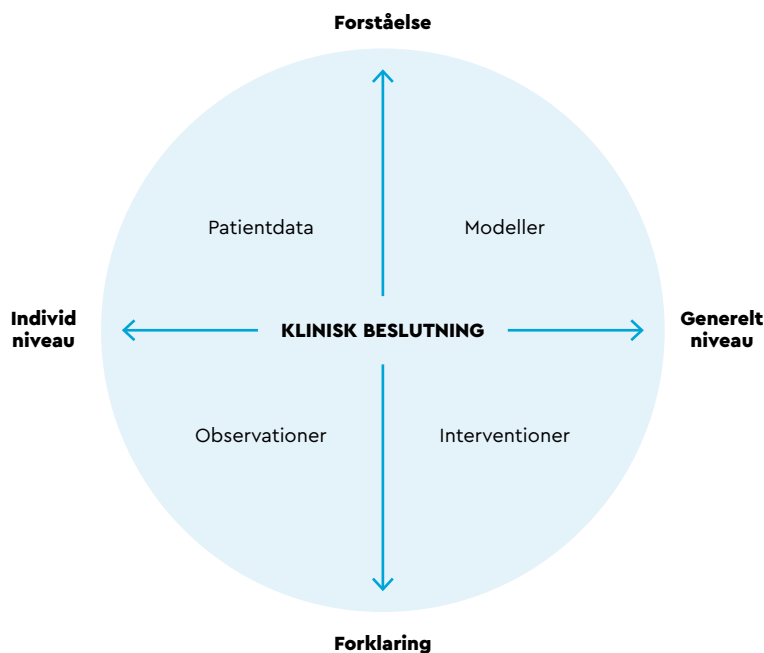 Forståelse
Patientdata
Modeller
Individ
niveau
KLINISK BESLUTNING
Generelt
niveau
Observationer
Interventioner
Forklaring